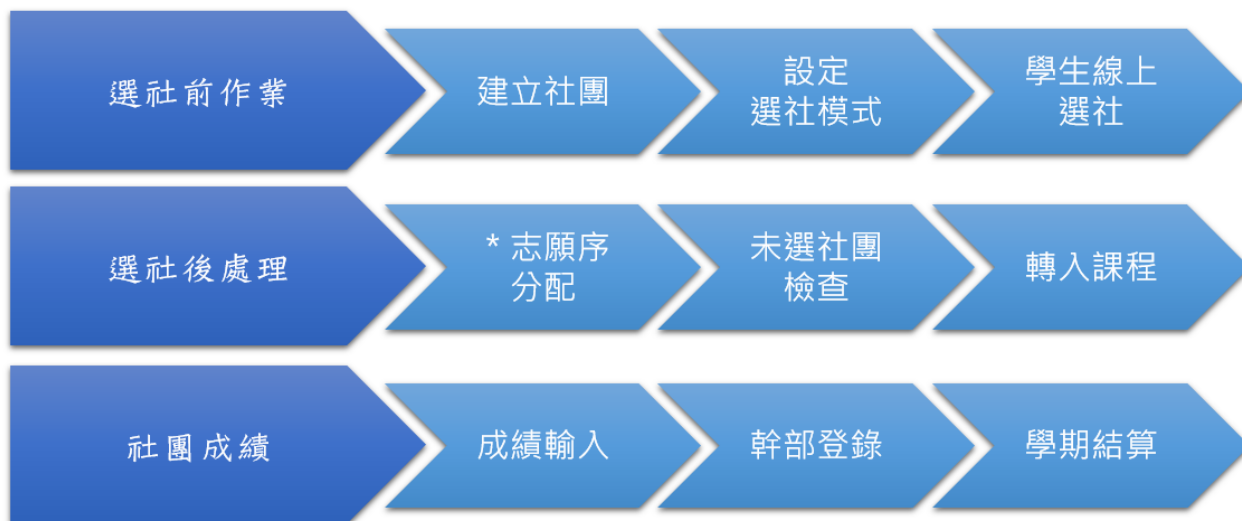 選社前作業
建立社團
設定
選社模式
學生線上
選社
選社後處理
* 志願序
分配
未選社團
檢查
轉入課程
社團成績
成績輸入
幹部登錄
學期結算